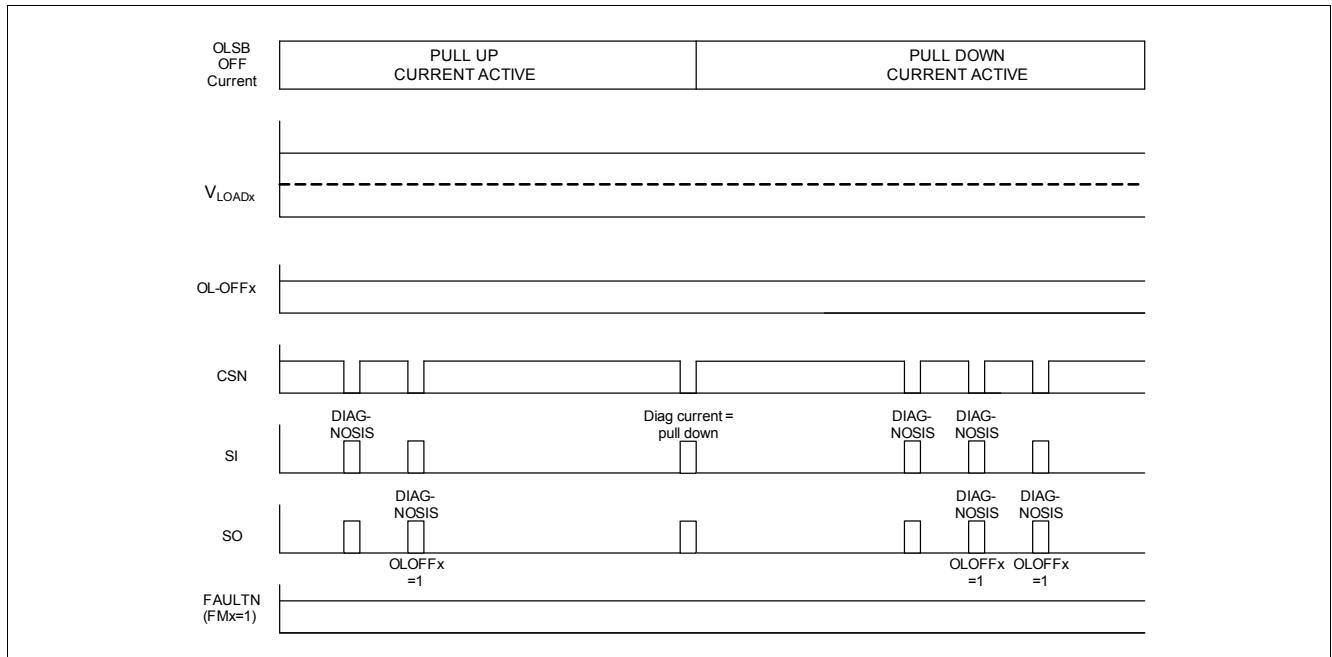 OLSB
OFF
Current
PULL UP
CURRENT ACTIVE
PULL DOWN
CURRENT ACTIVE
VLOADx
OL-OFFx
CSN
DIAG-
NOSIS
Diag current =
pull down
DIAG-
NOSIS
DIAG-
NOSIS
SI
DIAG-
NOSIS
DIAG-
NOSIS
DIAG-
NOSIS
SO
OLOFFx
=1
OLOFFx
=1
OLOFFx
=1
FAULTN
(FMx=1)